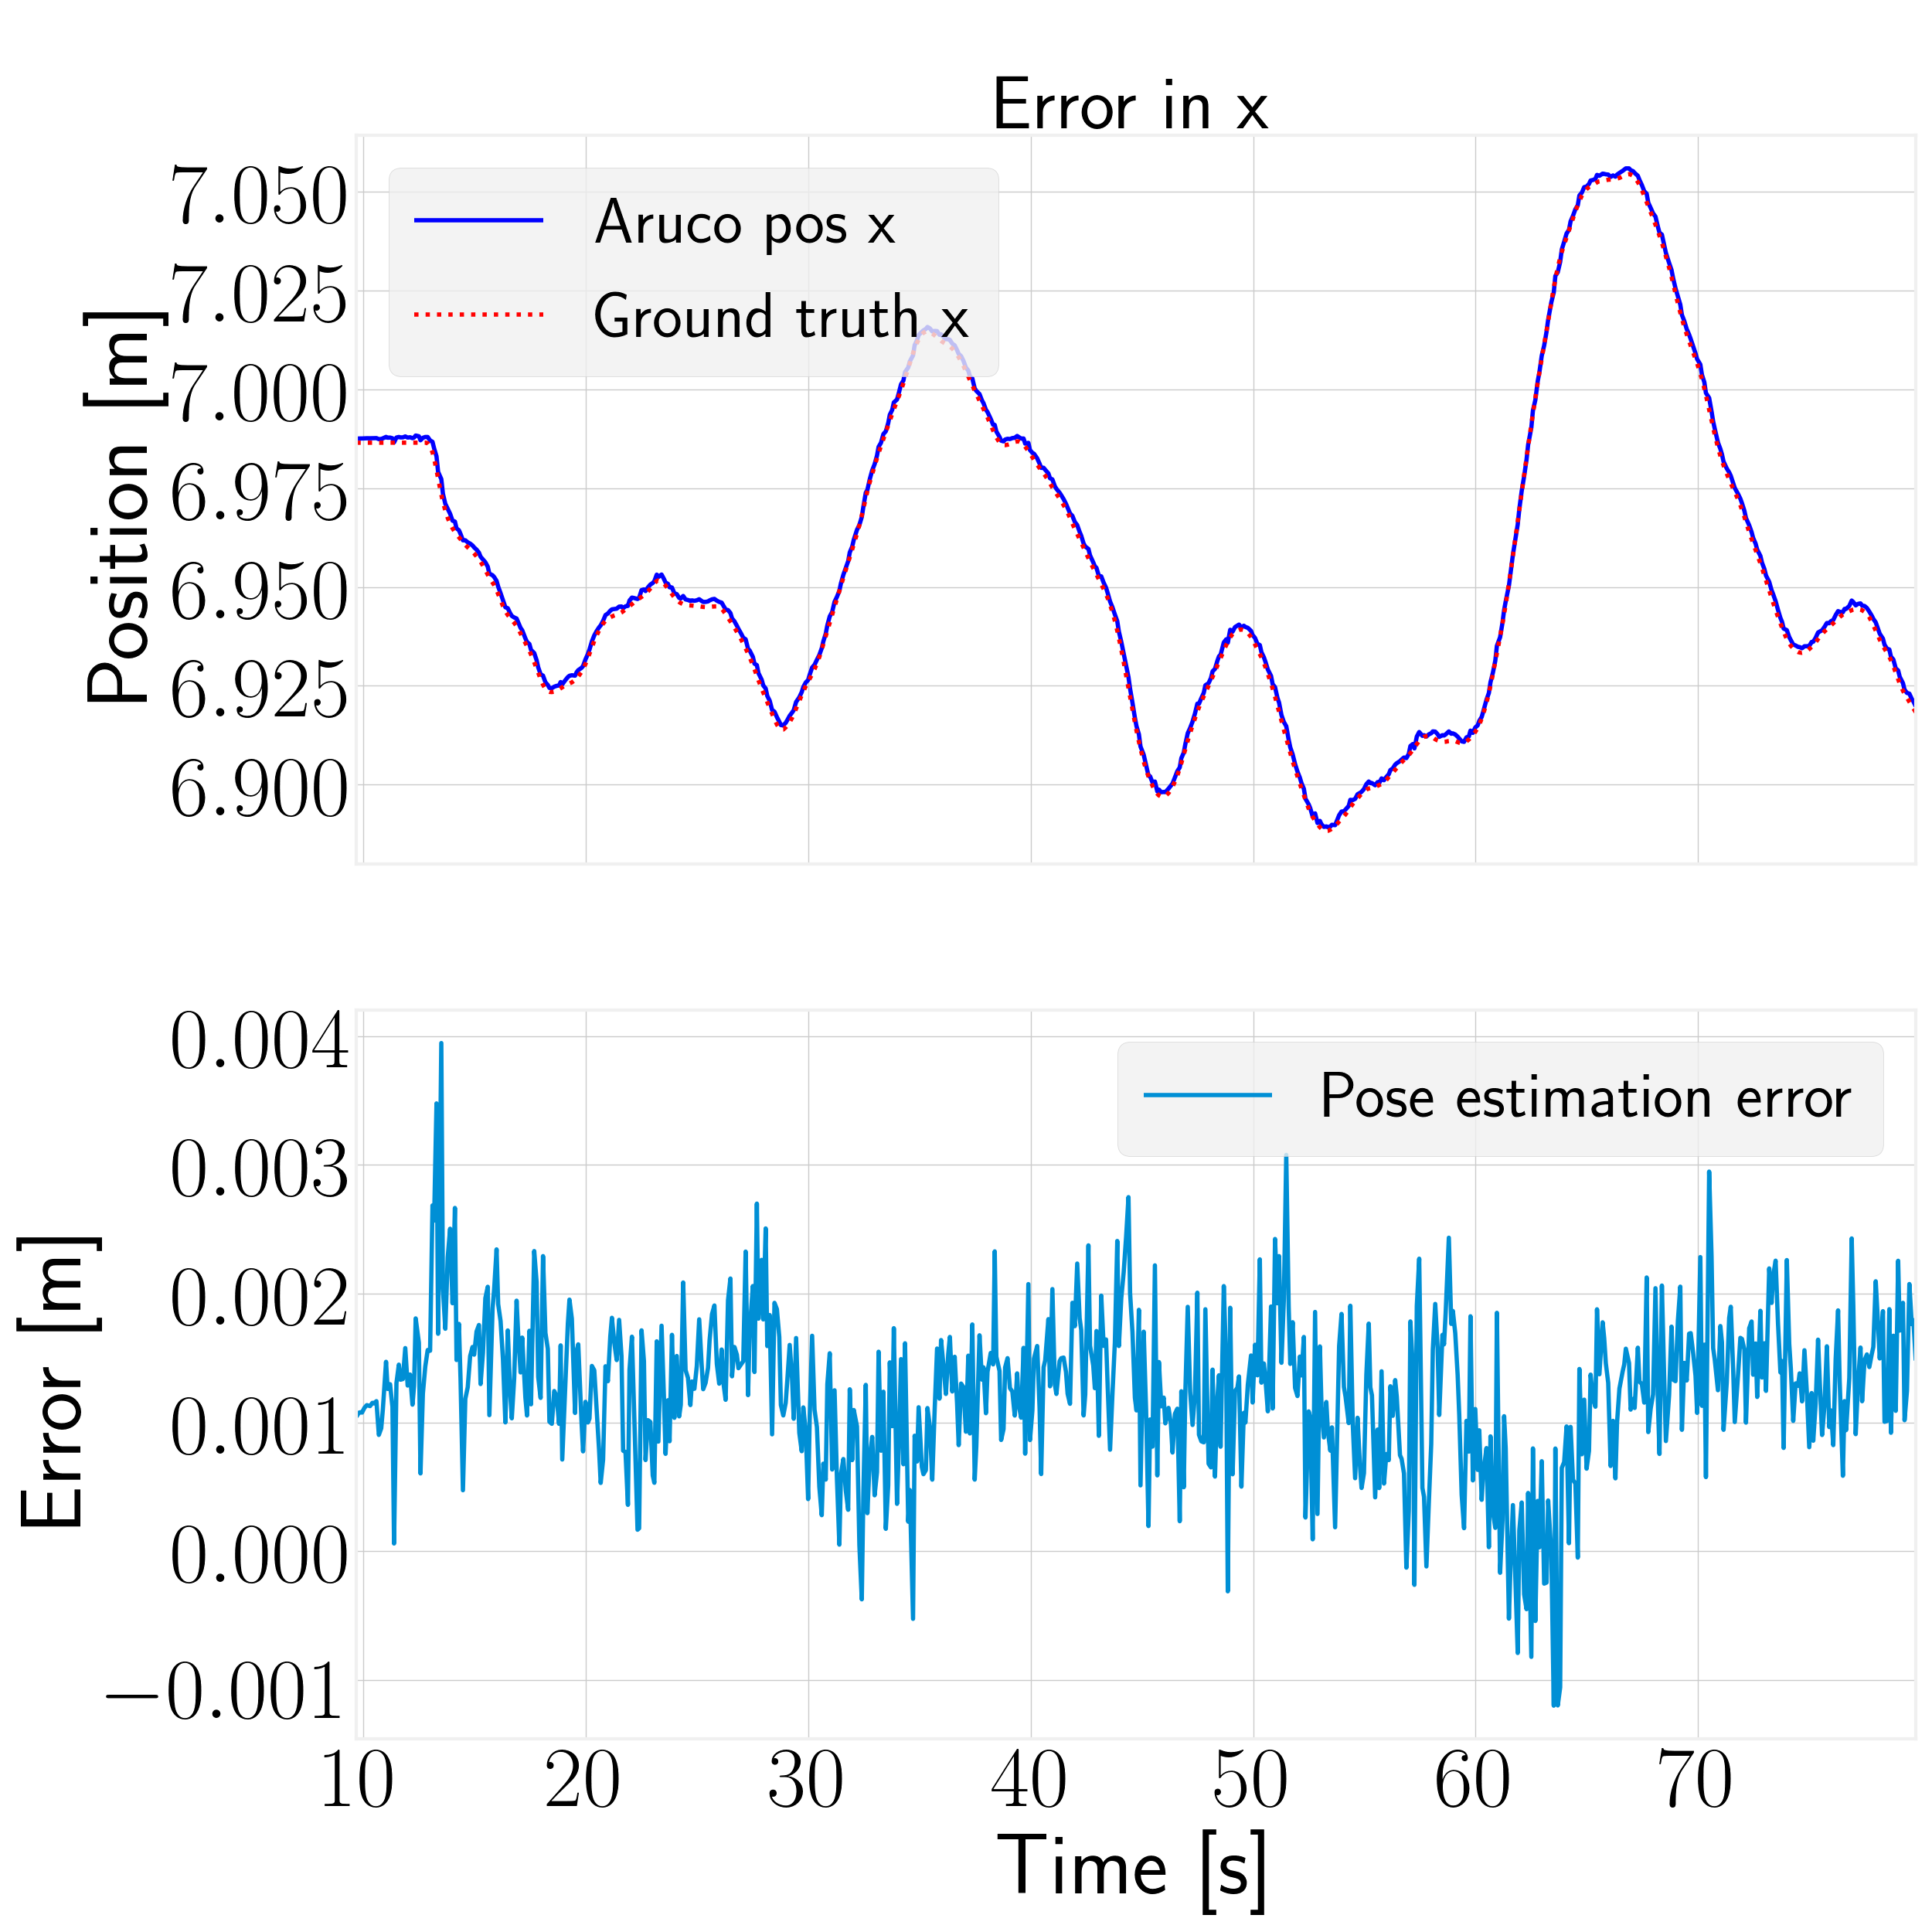 Error in x
Position [m]
7.050
7.025
7.000
6.975
6.950
6.925
6.900
Aruco pos x
Ground truth x
Error [m]
0.004
0.003
0.002
0.001
0.000
−0.001
Pose estimation error
10 20 30 40 50 60 70
Time [s]